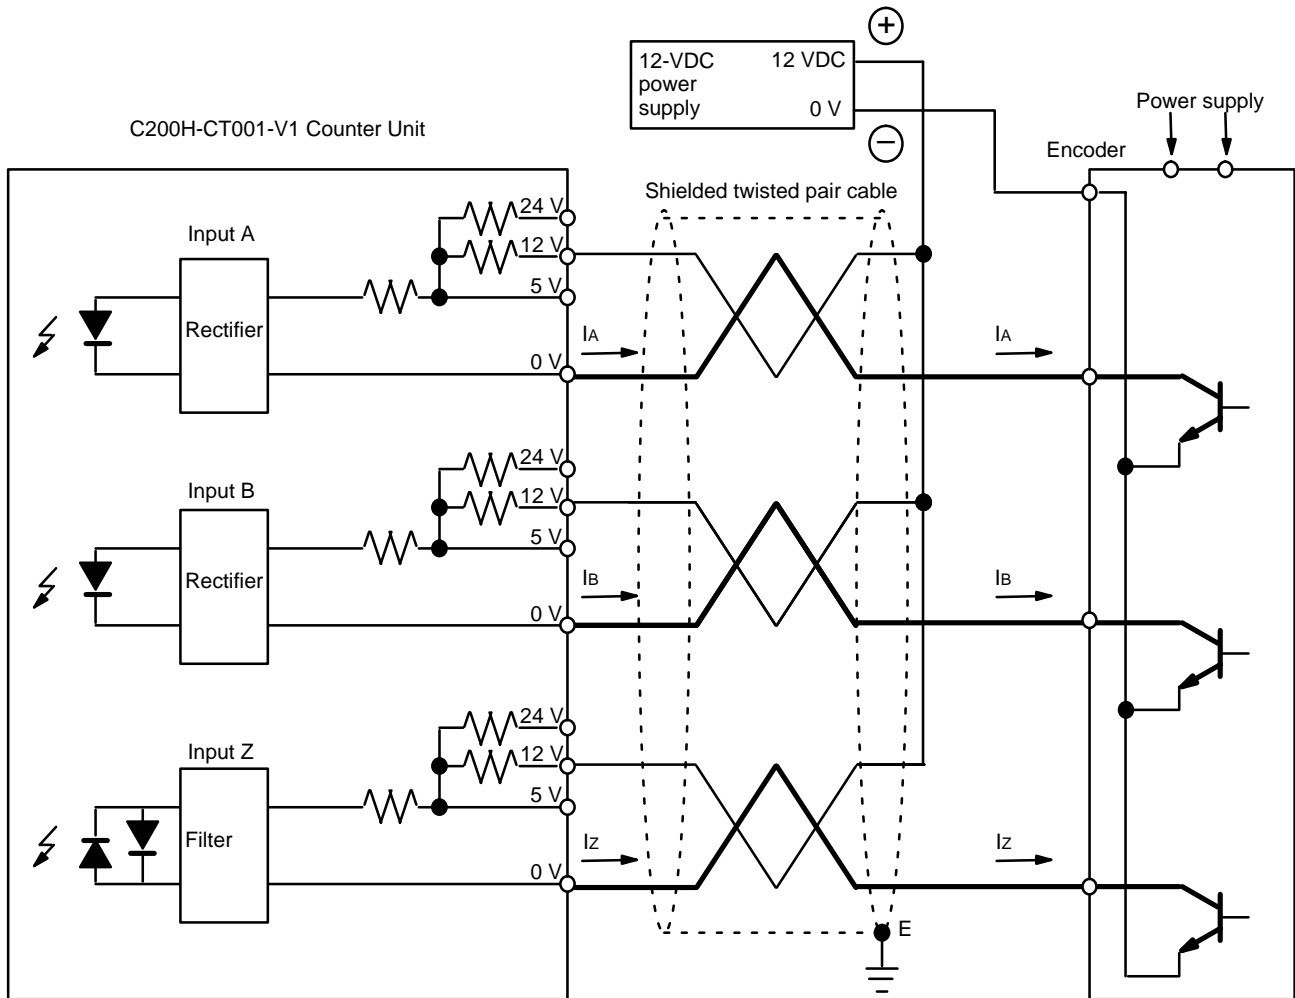 12-VDC power supply
12 VDC
0 V
+
−
C200H-CT001-V1 Counter Unit
Power supply
Encoder
Shielded twisted pair cable
Input A
Rectifier
24 V
12 V
5 V
0 V
IA
IA
Input B
Rectifier
24 V
12 V
5 V
0 V
IB
IB
Input Z
Filter
24 V
12 V
5 V
0 V
IZ
IZ
E